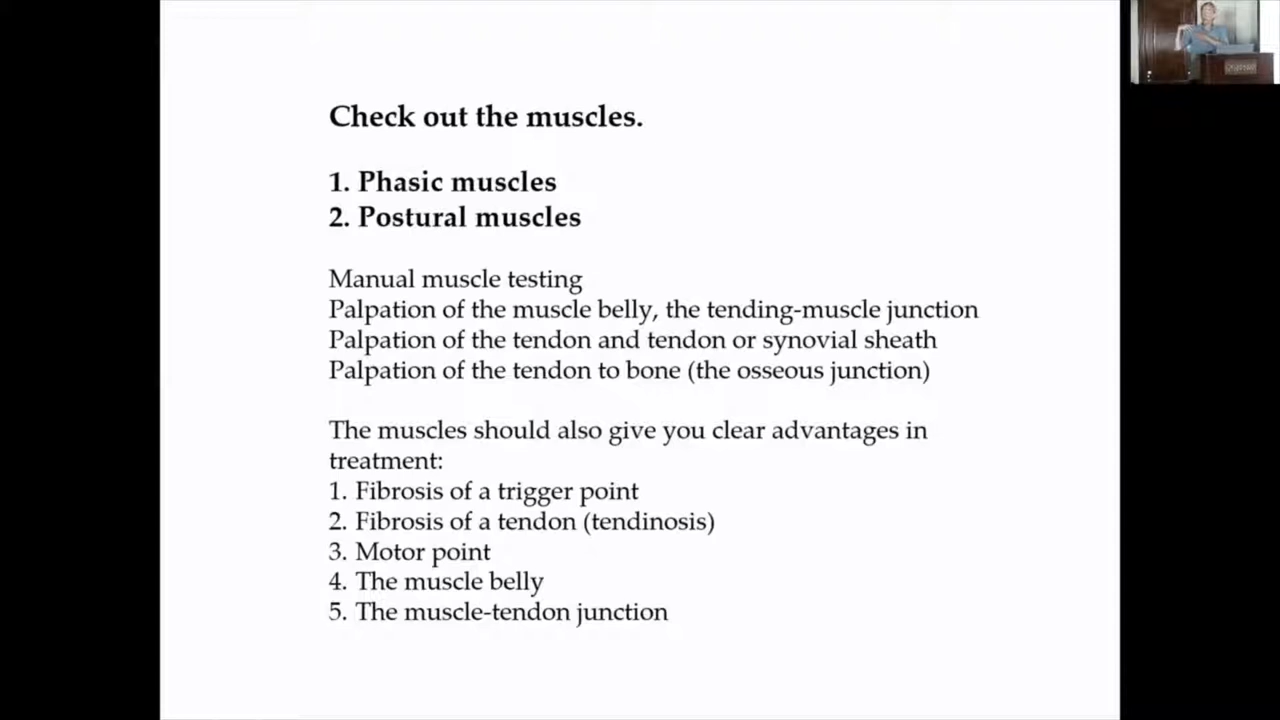 Check out the muscles.
1. Phasic muscles
2. Postural muscles
Manual muscle testing
Palpation of the muscle belly, the tending-muscle junction
Palpation of the tendon and tendon or synovial sheath
Palpation of the tendon to bone (the osseous junction)
The muscles should also give you clear advantages in
treatment:
1. Fibrosis of a trigger point
2. Fibrosis of a tendon (tendinosis)
3. Motor point
4. The muscle belly
5. The muscle-tendon junction